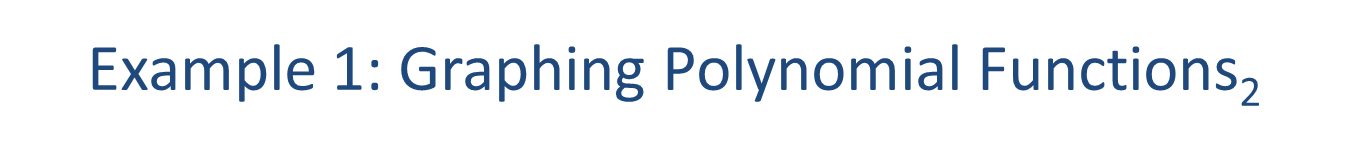 Example 1: Graphing Polynomial Functions₂